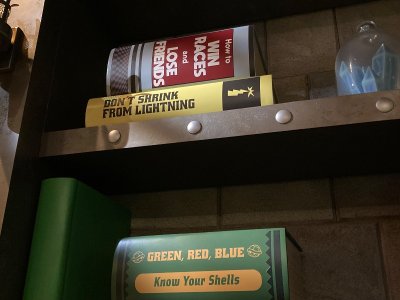 How to
WIN
RACES
and
LOSE
FRIENDS
DON'T SHRINK
FROM LIGHTNING
GREEN, RED, BLUE
Know Your Shells